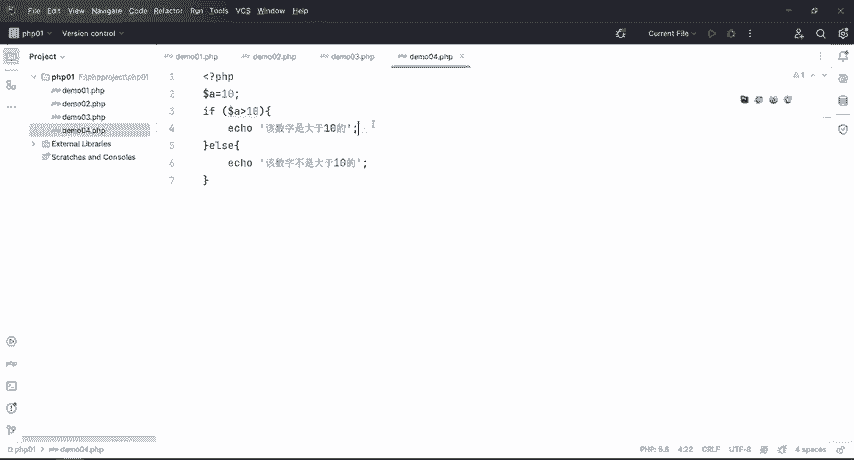 File Edit View Navigate Code Refactor Run Tools VCS Window Help
php01 Version control Current File
Project demo01.php demo02.php demo03.php demo04.php
php01 F:\phpproject\php01
demo01.php
demo02.php
demo03.php
demo04.php
External Libraries
Scratches and Consoles
1 <?php
2 $a=10;
3 if ($a>10){
4 echo '该数字是大于10的';
5 }else{
6 echo '该数字不是大于10的';
7 }
1
php01 > demo04.php PHP: 5.6 4:22 CRLF UTF-8 4 spaces